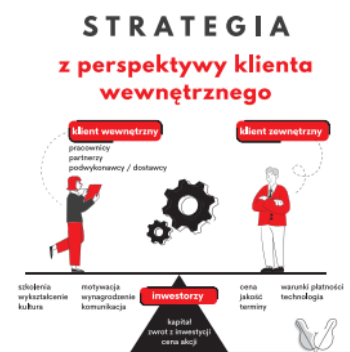 STRATEGIA
z perspektywy klienta
wewnętrznego
klient wewnętrzny
pracownicy
partnerzy
podwykonawcy / dostawcy
klient zewnętrzny
szkolenia
wykształcenie
kultura
motywacja
wynagrodzenie
komunikacja
inwestorzy
kapitał
zwrot z inwestycji
cena akcji
cena
jakość
terminy
warunki płatności
technologia